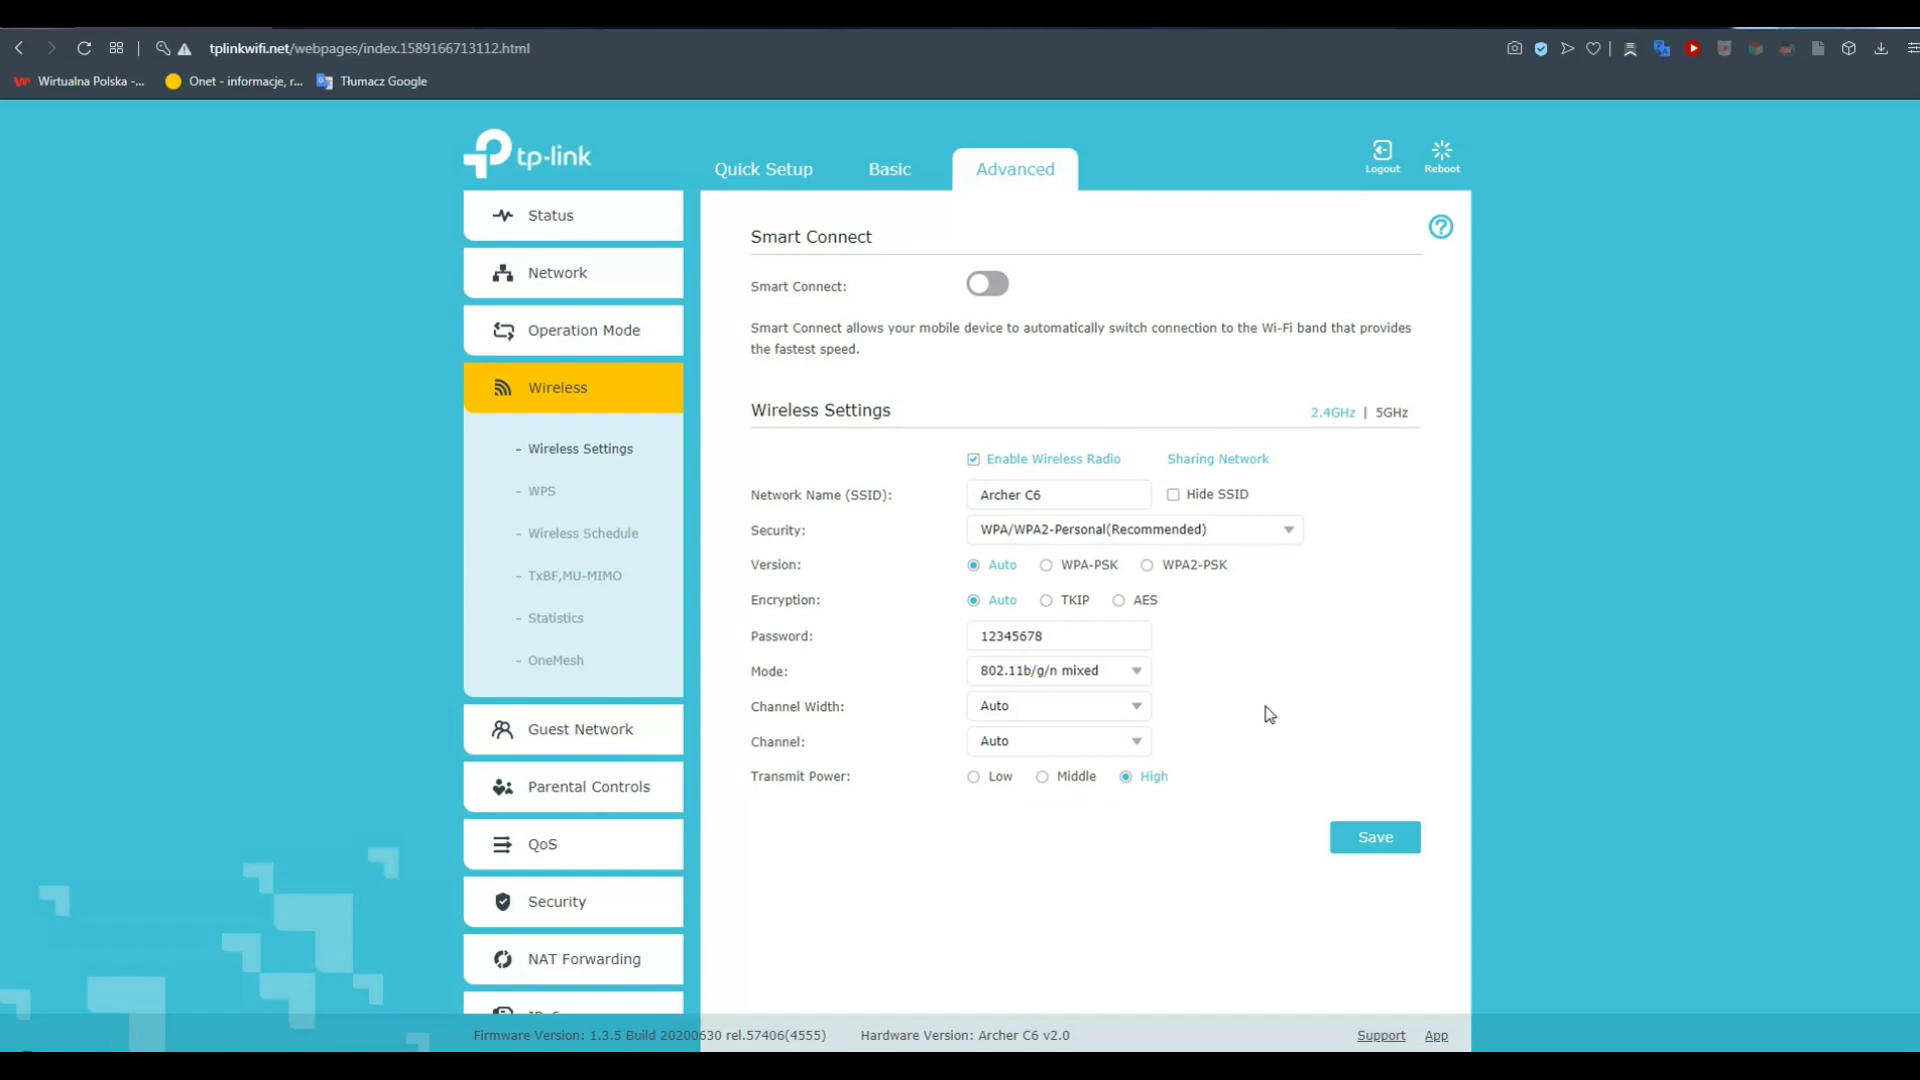 tplinkwifi.net/webpages/index.1589166713112.html
Wirtualna Polska -... Onet - informacje, r... Tłumacz Google
tp-link
Quick Setup Basic Advanced
Logout Reboot
Status
Network
Operation Mode
Wireless
- Wireless Settings
- WPS
- Wireless Schedule
- TxBF,MU-MIMO
- Statistics
- OneMesh
Guest Network
Parental Controls
QoS
Security
NAT Forwarding
Smart Connect
Smart Connect:
Smart Connect allows your mobile device to automatically switch connection to the Wi-Fi band that provides
the fastest speed.
Wireless Settings 2.4GHz | 5GHz
Enable Wireless Radio Sharing Network
Network Name (SSID): Archer C6 Hide SSID
Security: WPA/WPA2-Personal(Recommended)
Version: Auto WPA-PSK WPA2-PSK
Encryption: Auto TKIP AES
Password: 12345678
Mode: 802.11b/g/n mixed
Channel Width: Auto
Channel: Auto
Transmit Power: Low Middle High
Save
Firmware Version: 1.3.5 Build 20200630 rel.57406(4555) Hardware Version: Archer C6 v2.0 Support App